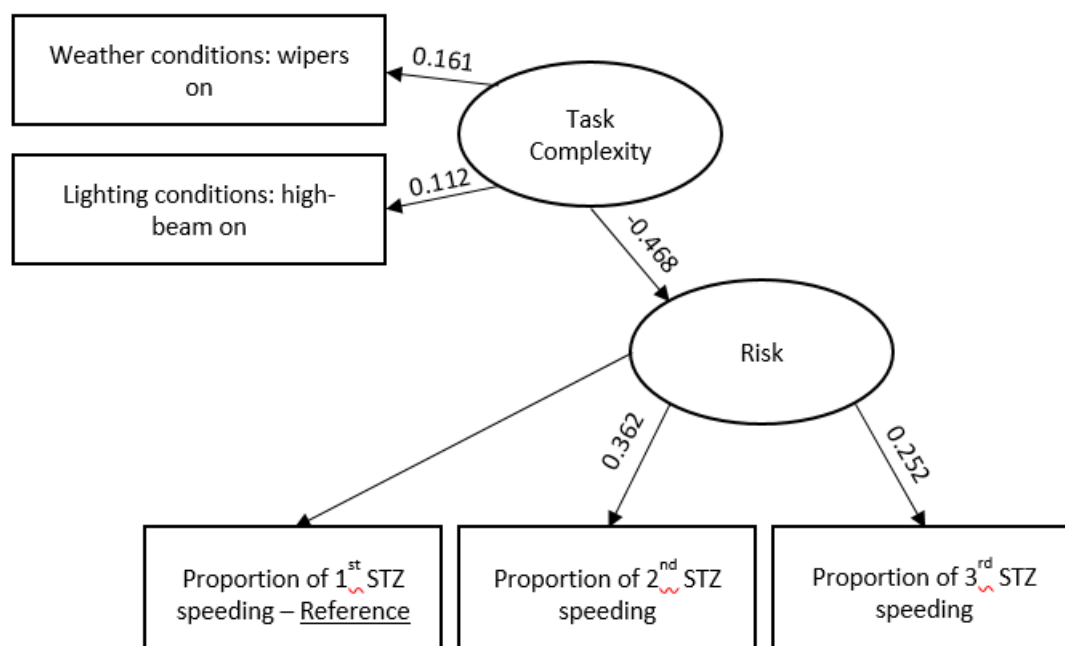 Weather conditions: wipers
on
0.161
Task
Complexity
Lighting conditions: high-
beam on
0.112
-0.468
Risk
0.362
0.252
Proportion of 1st STZ
speeding – Reference
Proportion of 2nd STZ
speeding
Proportion of 3rd STZ
speeding